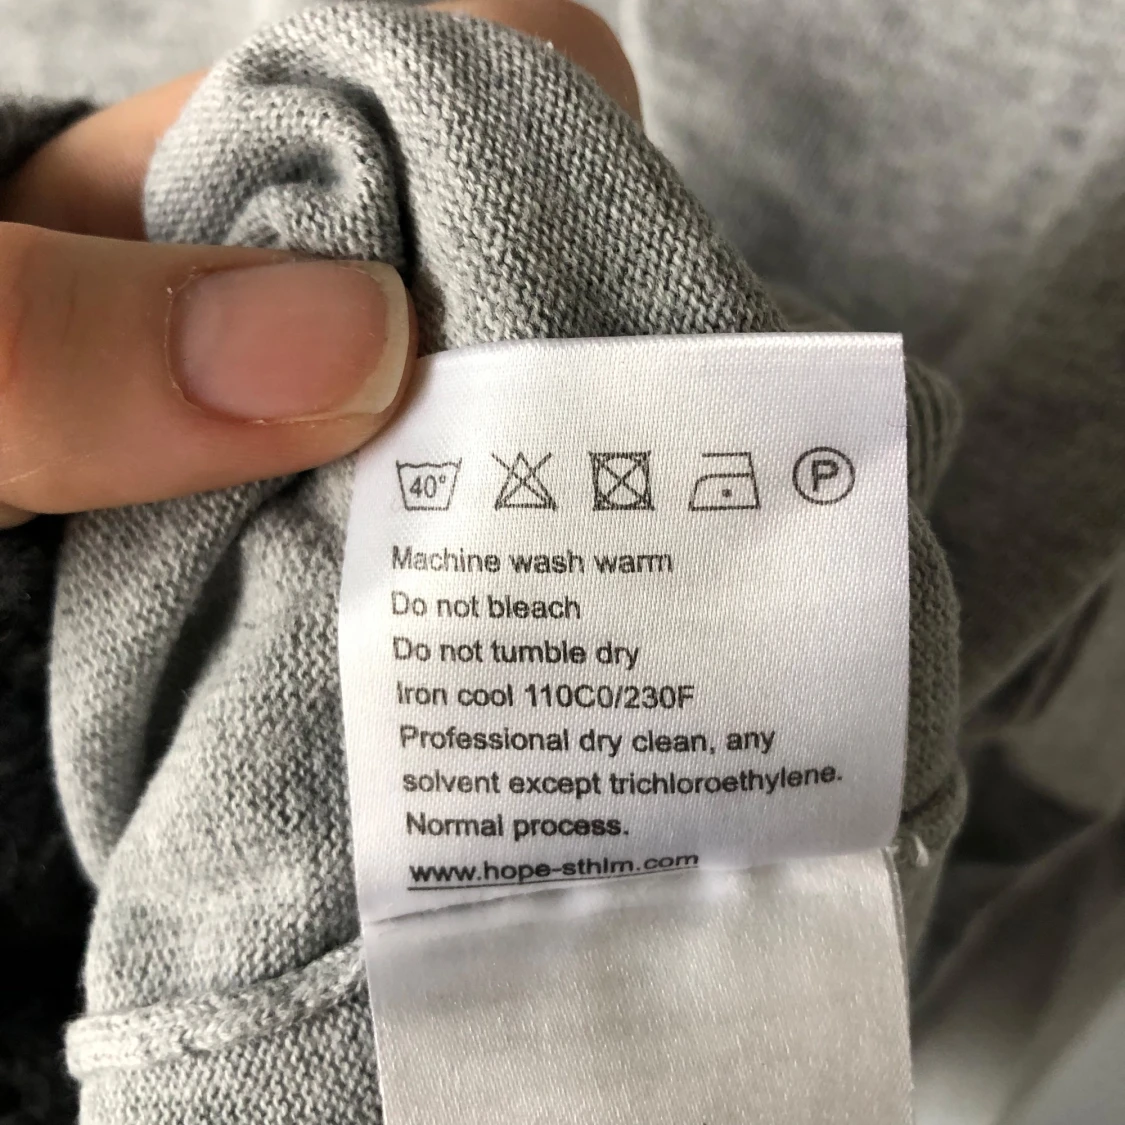 40° P
Machine wash warm
Do not bleach
Do not tumble dry
Iron cool 110C0/230F
Professional dry clean, any
solvent except trichloroethylene.
Normal process.
www.hope-sthlm.com